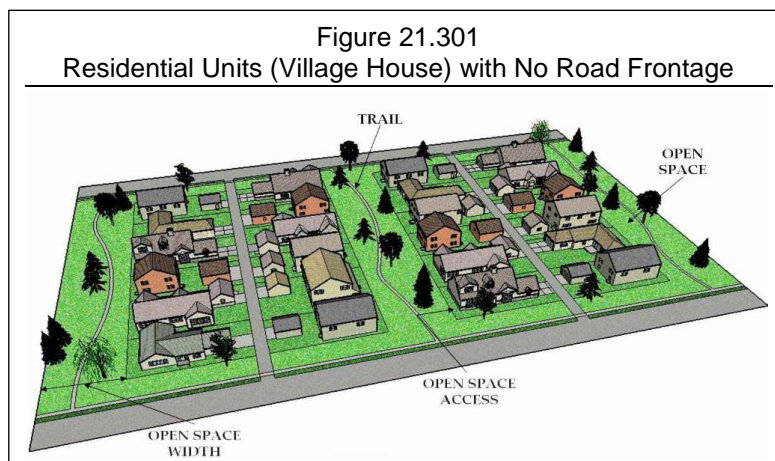 Figure 21.301
Residential Units (Village House) with No Road Frontage
TRAIL
OPEN
SPACE
OPEN SPACE
ACCESS
OPEN SPACE
WIDTH